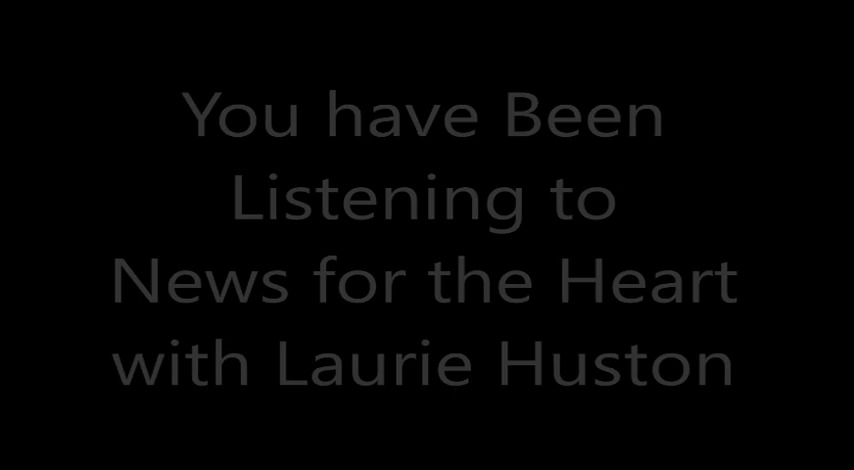 You have Been
Listening to
News for the Heart
with Laurie Huston